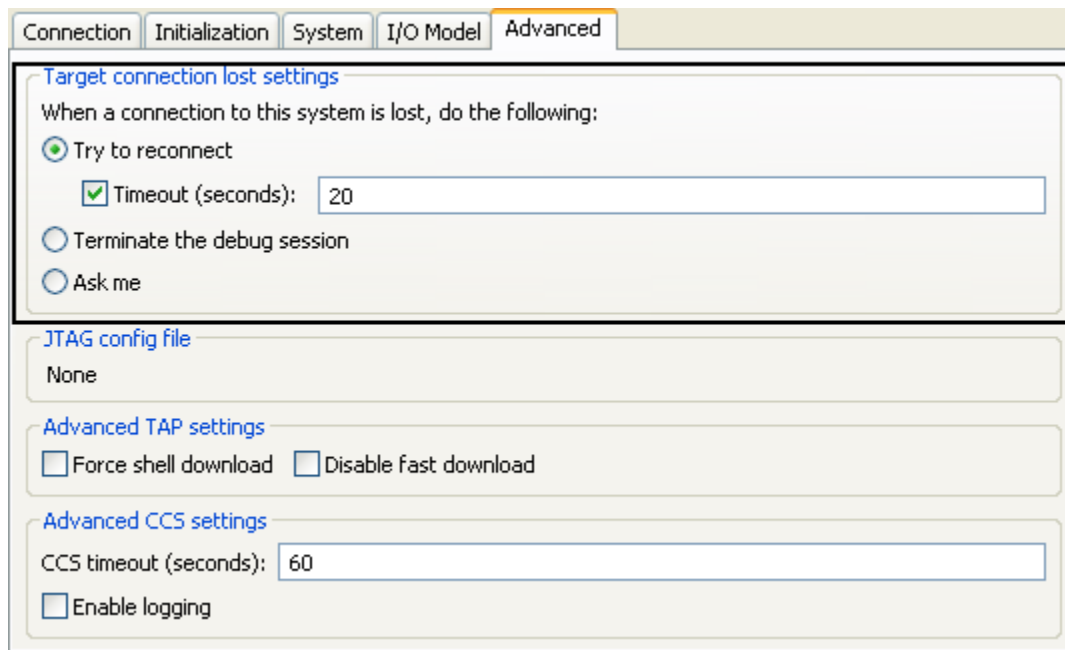 Connection Initialization System I/O Model Advanced
Target connection lost settings
When a connection to this system is lost, do the following:
Try to reconnect
Timeout (seconds): 20
Terminate the debug session
Ask me
JTAG config file
None
Advanced TAP settings
Force shell download Disable fast download
Advanced CCS settings
CCS timeout (seconds): 60
Enable logging